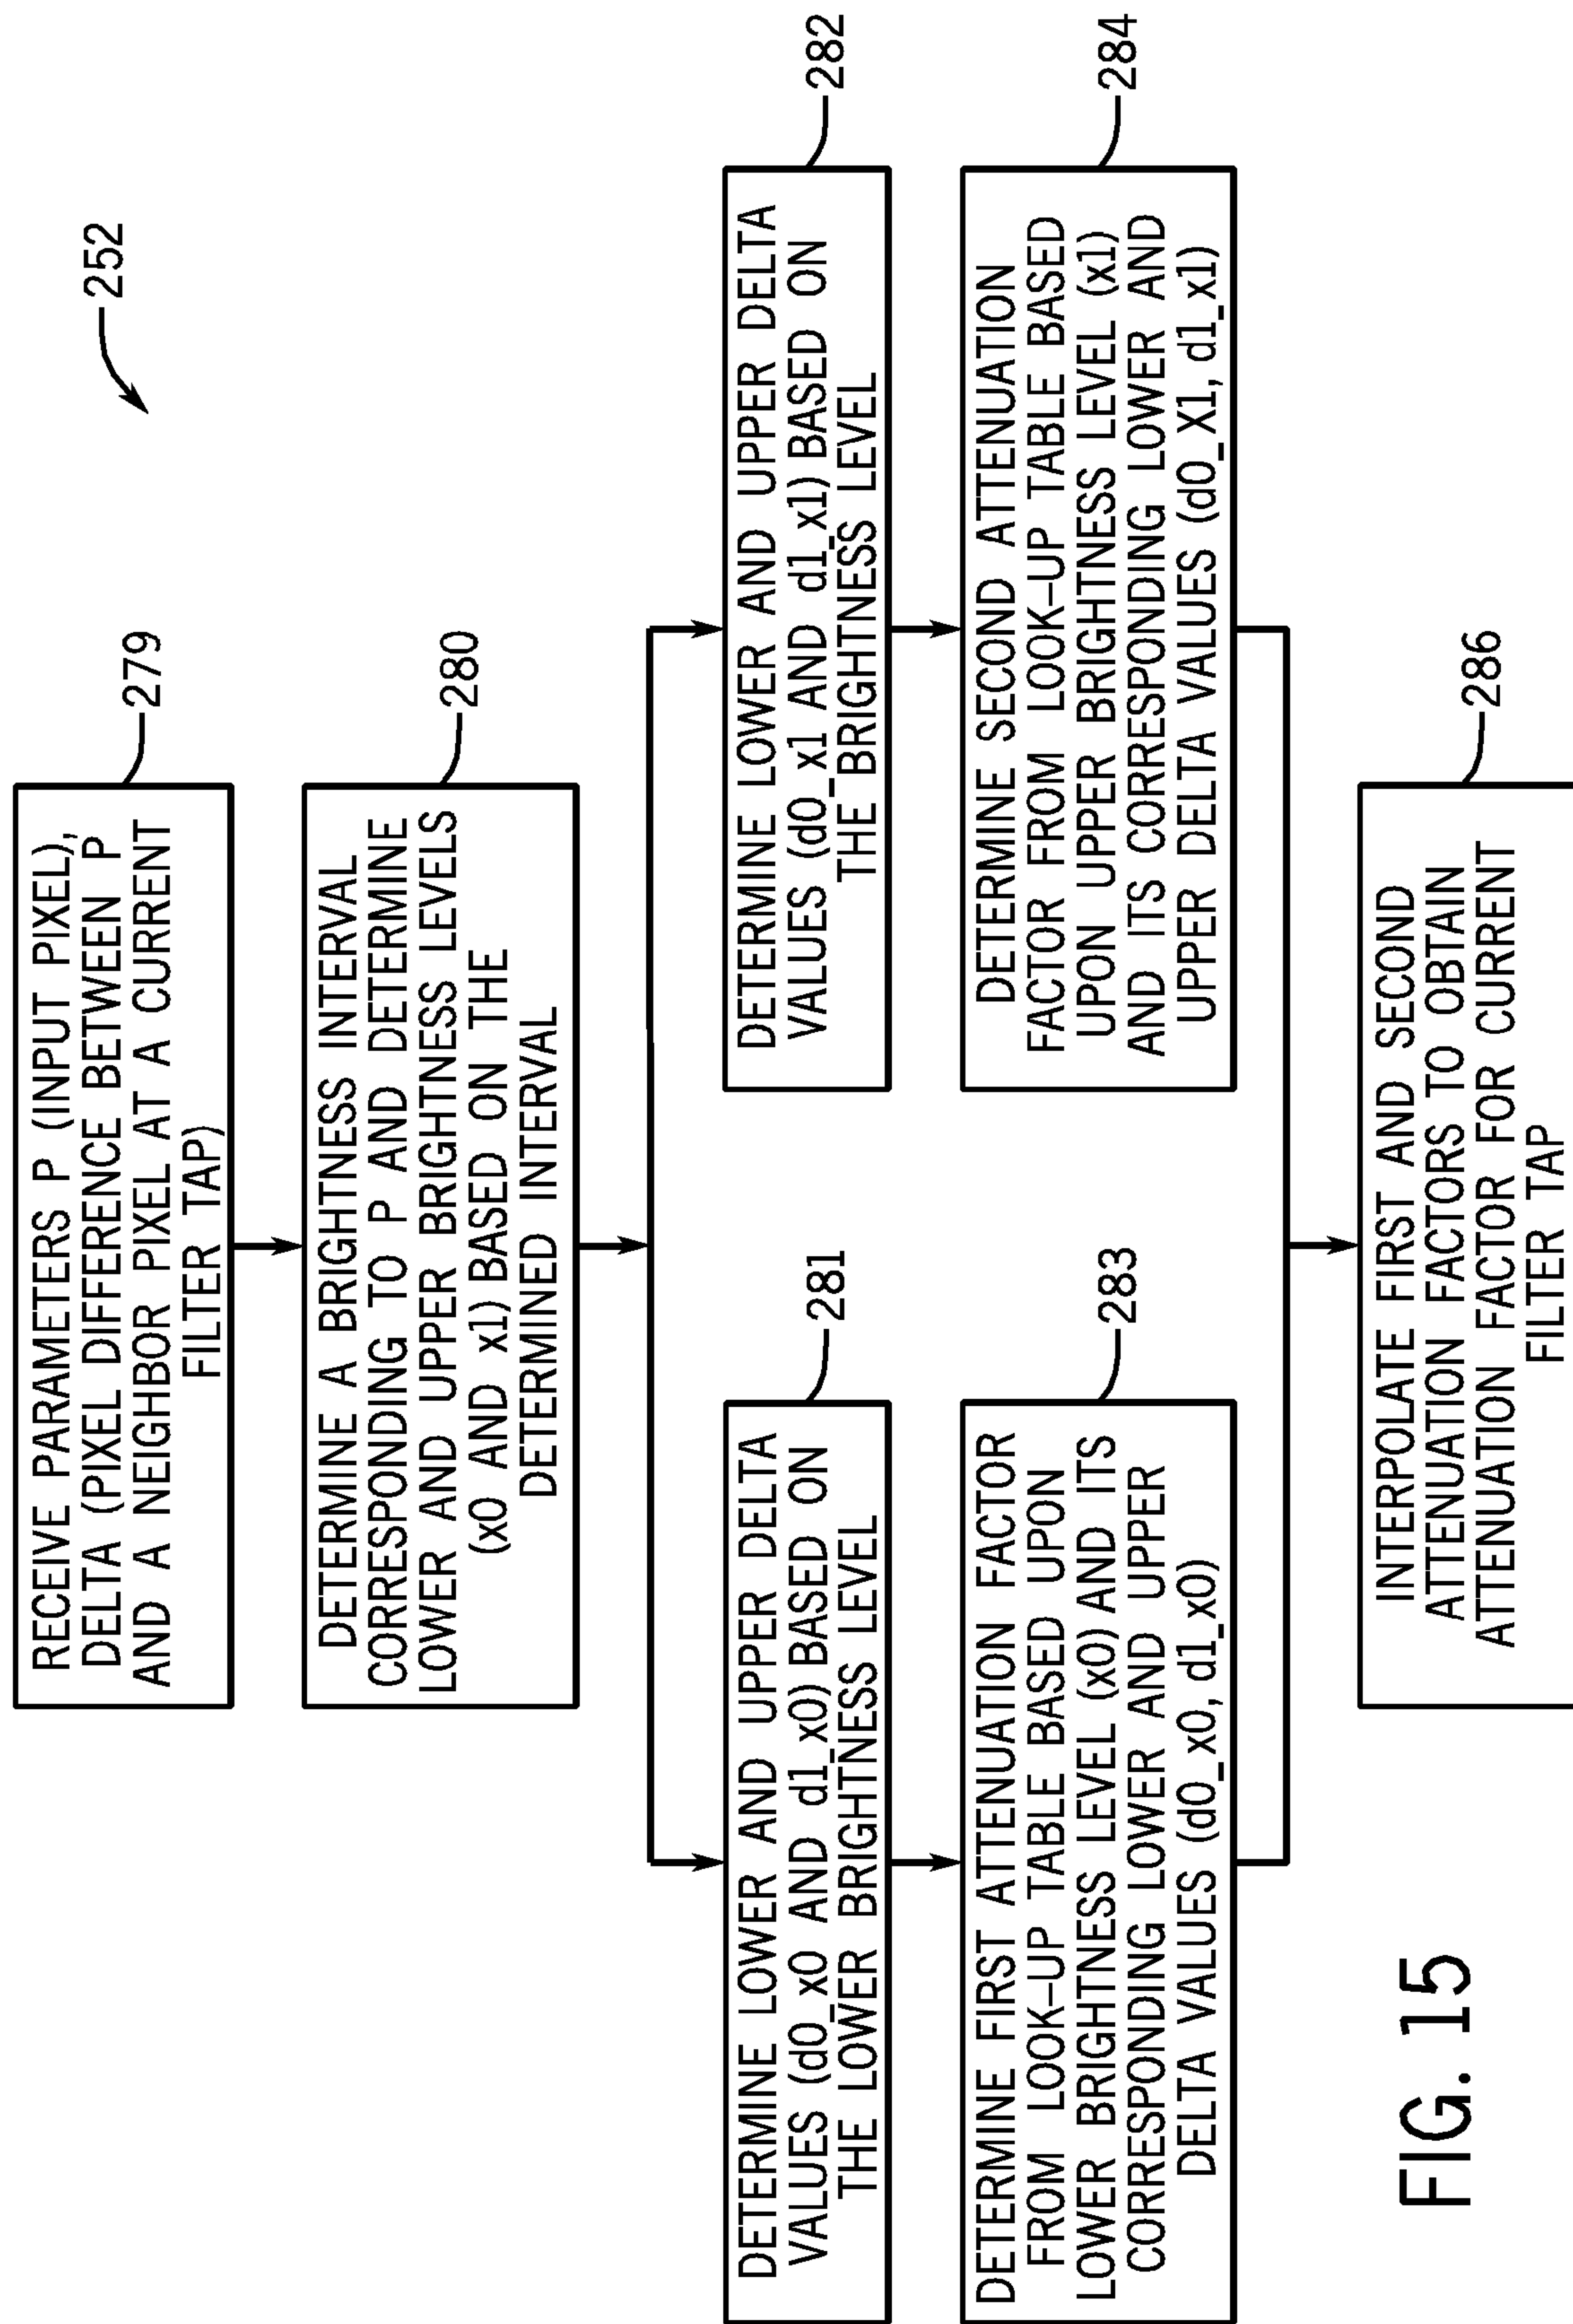 252
RECEIVE PARAMETERS P (INPUT PIXEL),
DELTA (PIXEL DIFFERENCE BETWEEN P
AND A NEIGHBOR PIXEL AT A CURRENT
FILTER TAP)
279
DETERMINE A BRIGHTNESS INTERVAL
CORRESPONDING TO P AND DETERMINE
LOWER AND UPPER BRIGHTNESS LEVELS
(x0 AND x1) BASED ON THE
DETERMINED INTERVAL
280
DETERMINE LOWER AND UPPER DELTA
VALUES (d0_x0 AND d1_x0) BASED ON
THE LOWER BRIGHTNESS LEVEL
281
DETERMINE LOWER AND UPPER DELTA
VALUES (d0_x1 AND d1_x1) BASED ON
THE BRIGHTNESS LEVEL
282
DETERMINE FIRST ATTENUATION FACTOR
FROM LOOK-UP TABLE BASED UPON
LOWER BRIGHTNESS LEVEL (x0) AND ITS
CORRESPONDING LOWER AND UPPER
DELTA VALUES (d0_x0, d1_x0)
283
DETERMINE SECOND ATTENUATION
FACTOR FROM LOOK-UP TABLE BASED
UPON UPPER BRIGHTNESS LEVEL (x1)
AND ITS CORRESPONDING LOWER AND
UPPER DELTA VALUES (d0_X1, d1_x1)
284
INTERPOLATE FIRST AND SECOND
ATTENUATION FACTORS TO OBTAIN
ATTENUATION FACTOR FOR CURRENT
FILTER TAP
286
FIG. 15